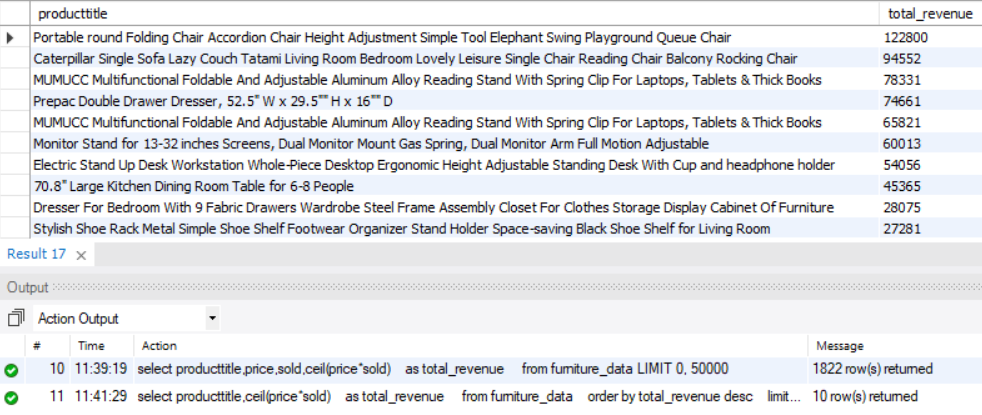 producttitle total_revenue
Portable round Folding Chair Accordion Chair Height Adjustment Simple Tool Elephant Swing Playground Queue Chair 122800
Caterpillar Single Sofa Lazy Couch Tatami Living Room Bedroom Lovely Leisure Single Chair Reading Chair Balcony Rocking Chair 94552
MUMUCC Multifunctional Foldable And Adjustable Aluminum Alloy Reading Stand With Spring Clip For Laptops, Tablets & Thick Books 78331
Prepac Double Drawer Dresser, 52.5" W x 29.5"" H x 16"" D 74661
MUMUCC Multifunctional Foldable And Adjustable Aluminum Alloy Reading Stand With Spring Clip For Laptops, Tablets & Thick Books 65821
Monitor Stand for 13-32 inches Screens, Dual Monitor Mount Gas Spring, Dual Monitor Arm Full Motion Adjustable 60013
Electric Stand Up Desk Workstation Whole-Piece Desktop Ergonomic Height Adjustable Standing Desk With Cup and headphone holder 54056
70.8" Large Kitchen Dining Room Table for 6-8 People 45365
Dresser For Bedroom With 9 Fabric Drawers Wardrobe Steel Frame Assembly Closet For Clothes Storage Display Cabinet Of Furniture 28075
Stylish Shoe Rack Metal Simple Shoe Shelf Footwear Organizer Stand Holder Space-saving Black Shoe Shelf for Living Room 27281
Result 17
Output
Action Output
# Time Action Message
10 11:39:19 select producttitle,price,sold,ceil(price*sold) as total_revenue from furniture_data LIMIT 0, 50000 1822 row(s) returned
11 11:41:29 select producttitle,ceil(price*sold) as total_revenue from furniture_data order by total_revenue desc limit... 10 row(s) returned